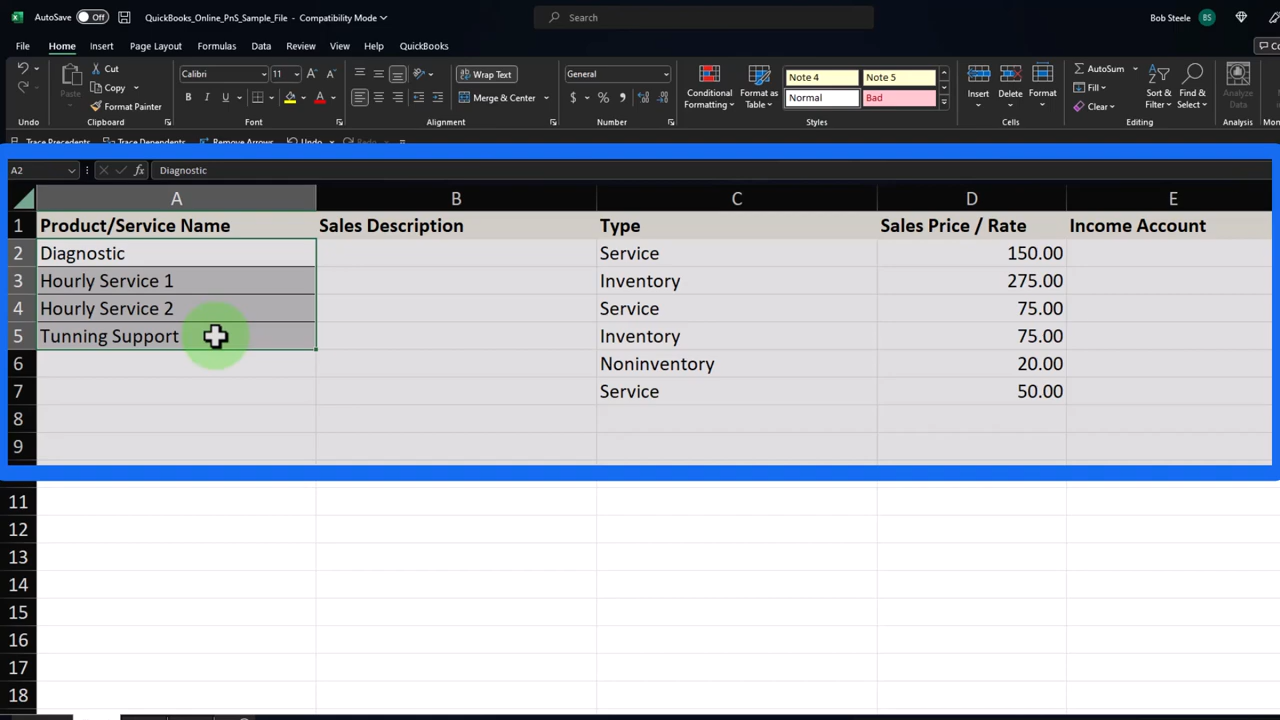 AutoSave Off QuickBooks_Online_PnS_Sample_File - Compatibility Mode Search Bob Steele BS
File Home Insert Page Layout Formulas Data Review View Help QuickBooks
Cut Calibri 11 Wrap Text General Note 4 Note 5 AutoSum
Paste Copy Conditional Formatting Format as Table Insert Delete Format Fill Sort & Filter Find & Select Analyze Data
Format Painter B I U Merge & Center $ % Normal Bad Clear
Undo Clipboard Font Alignment Number Styles Cells Editing Analysis
Trace Precedents Trace Dependents Remove Arrows Undo Redo
A2 fx Diagnostic
A B C D E
1 Product/Service Name Sales Description Type Sales Price / Rate Income Account
2 Diagnostic Service 150.00
3 Hourly Service 1 Inventory 275.00
4 Hourly Service 2 Service 75.00
5 Tunning Support Inventory 75.00
6 Noninventory 20.00
7 Service 50.00
8
9
11
12
13
14
15
16
17
18